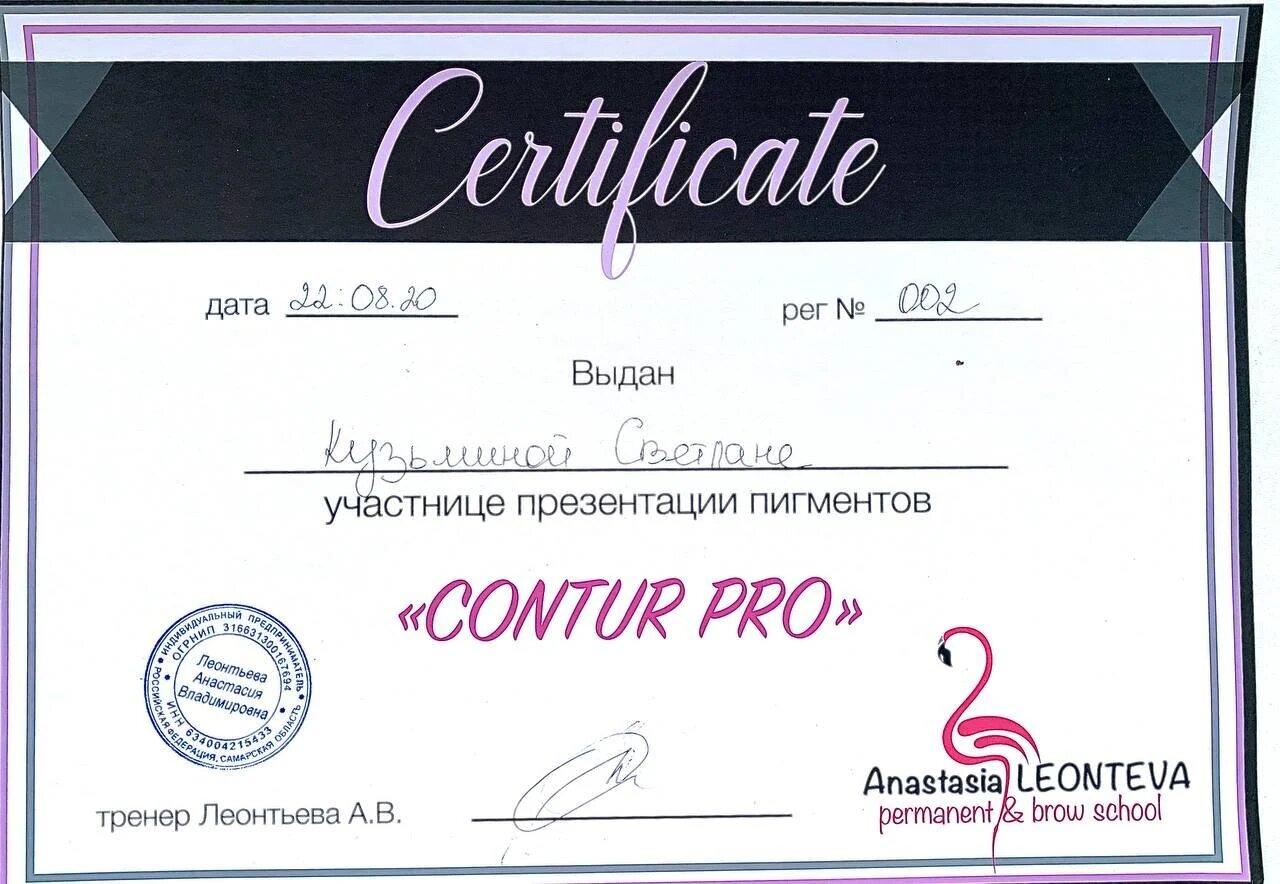 Certificate
дата 22.08.20
рег № 002
Выдан
Кузьминой Светлане
участнице презентации пигментов
«CONTUR PRO»
ИНДИВИДУАЛЬНЫЙ ПРЕДПРИНИМАТЕЛЬ
ОГРНИП 316631300167694
Леонтьева
Анастасия
Владимировна
ИНН 634004215433
РОССИЙСКАЯ ФЕДЕРАЦИЯ, САМАРСКАЯ ОБЛАСТЬ
Anastasia LEONTEVA
permanent & brow school
тренер Леонтьева А.В.